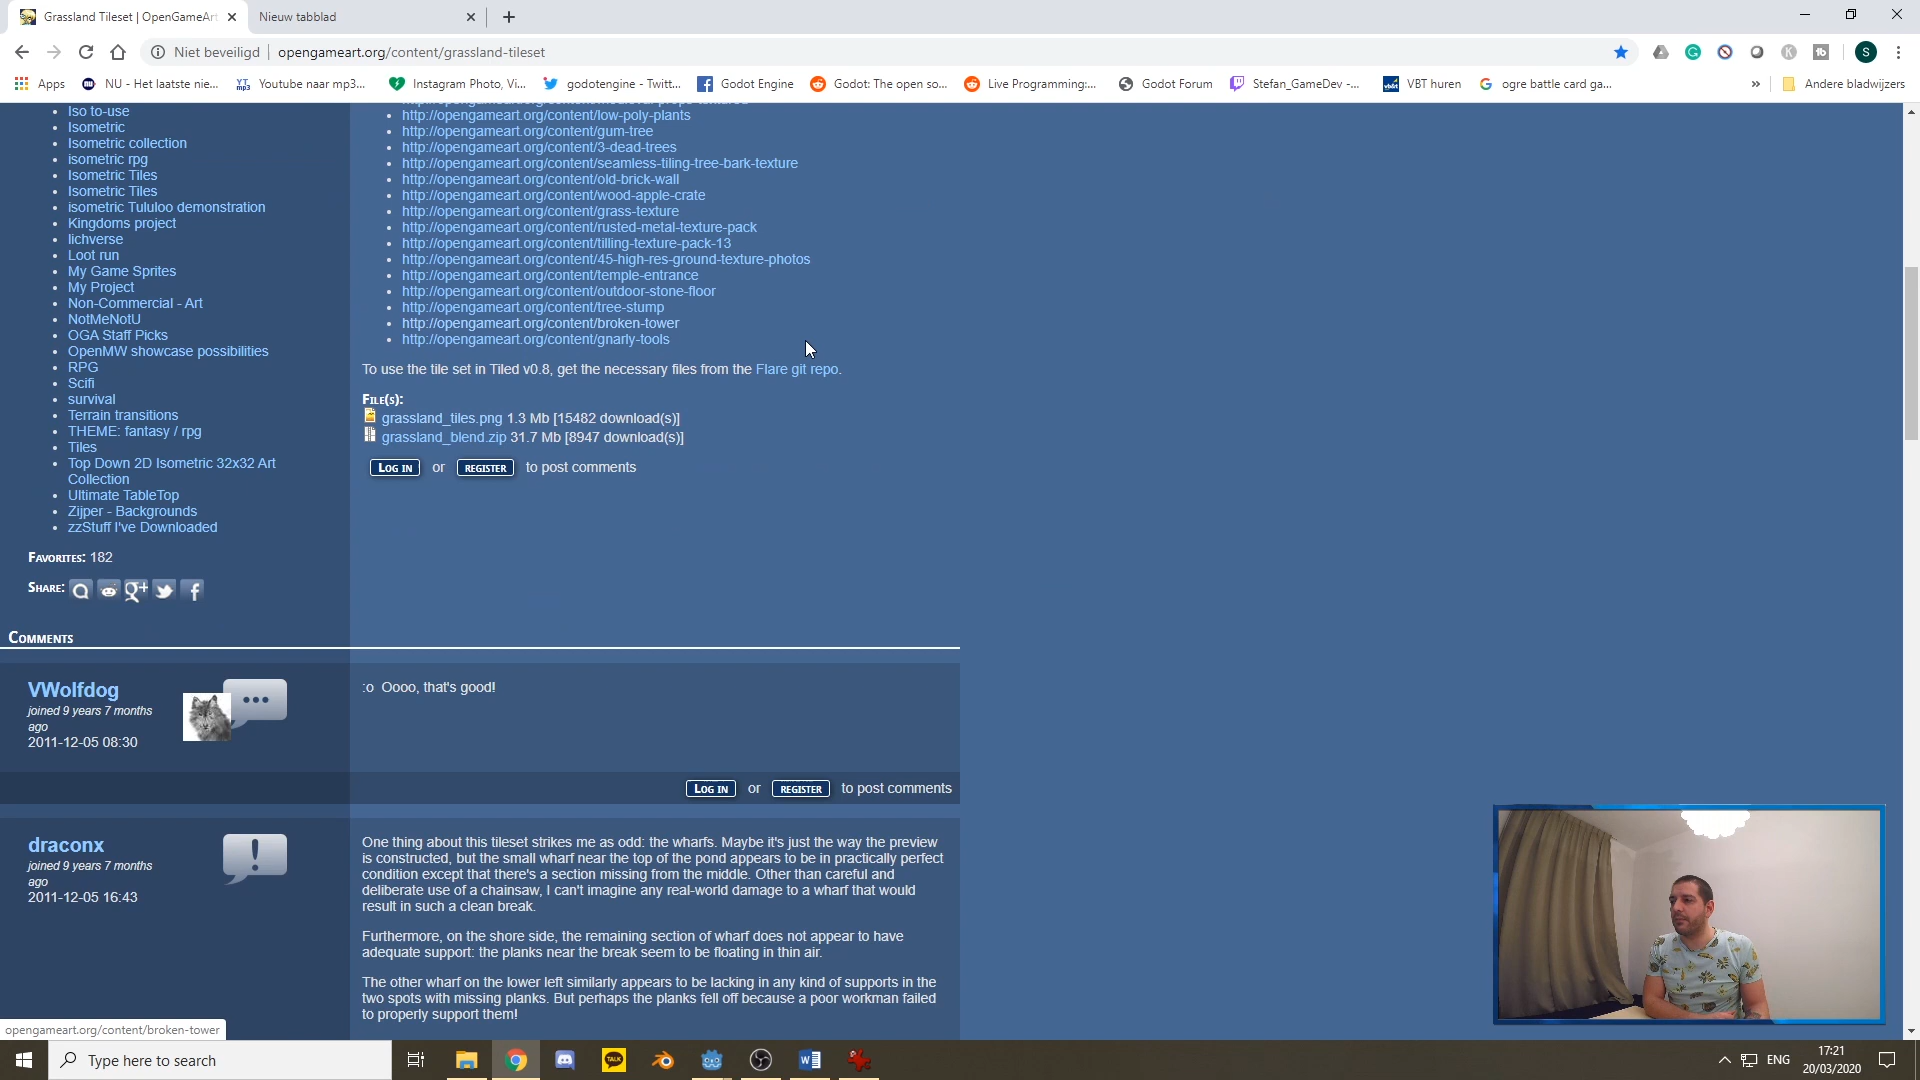 Grassland Tileset | OpenGameArt
Nieuw tabblad
Niet beveiligd
opengameart.org/content/grassland-tileset
S
Apps
NU - Het laatste nie...
Youtube naar mp3...
Instagram Photo, Vi...
godotengine - Twitt...
Godot Engine
Godot: The open so...
Live Programming:...
Godot Forum
Stefan_GameDev -...
VBT huren
ogre battle card ga...
»
Andere bladwijzers
Iso to-use
Isometric
Isometric collection
isometric rpg
Isometric Tiles
Isometric Tiles
isometric Tululoo demonstration
Kingdoms project
lichverse
Loot run
My Game Sprites
My Project
Non-Commercial - Art
NotMeNotU
OGA Staff Picks
OpenMW showcase possibilities
RPG
Scifi
survival
Terrain transitions
THEME: fantasy / rpg
Tiles
Top Down 2D Isometric 32x32 Art
Collection
Ultimate TableTop
Zijper - Backgrounds
zzStuff I've Downloaded
Favorites: 182
Share:
http://opengameart.org/content/low-poly-plants
http://opengameart.org/content/gum-tree
http://opengameart.org/content/3-dead-trees
http://opengameart.org/content/seamless-tiling-tree-bark-texture
http://opengameart.org/content/old-brick-wall
http://opengameart.org/content/wood-apple-crate
http://opengameart.org/content/grass-texture
http://opengameart.org/content/rusted-metal-texture-pack
http://opengameart.org/content/tilling-texture-pack-13
http://opengameart.org/content/45-high-res-ground-texture-photos
http://opengameart.org/content/temple-entrance
http://opengameart.org/content/outdoor-stone-floor
http://opengameart.org/content/tree-stump
http://opengameart.org/content/broken-tower
http://opengameart.org/content/gnarly-tools
To use the tile set in Tiled v0.8, get the necessary files from the Flare git repo.
File(s):
grassland_tiles.png 1.3 Mb [15482 download(s)]
grassland_blend.zip 31.7 Mb [8947 download(s)]
Log in or register to post comments
Comments
VWolfdog
joined 9 years 7 months
ago
2011-12-05 08:30
:o Oooo, that's good!
Log in or register to post comments
draconx
joined 9 years 7 months
ago
2011-12-05 16:43
One thing about this tileset strikes me as odd: the wharfs. Maybe it's just the way the preview
is constructed, but the small wharf near the top of the pond appears to be in practically perfect
condition except that there's a section missing from the middle. Other than careful and
deliberate use of a chainsaw, I can't imagine any real-world damage to a wharf that would
result in such a clean break.
Furthermore, on the shore side, the remaining section of wharf does not appear to have
adequate support: the planks near the break seem to be floating in thin air.
The other wharf on the lower left similarly appears to be lacking in any kind of supports in the
two spots with missing planks. But perhaps the planks fell off because a poor workman failed
to properly support them!
opengameart.org/content/broken-tower
Type here to search
TALK
ENG
17:21
20/03/2020